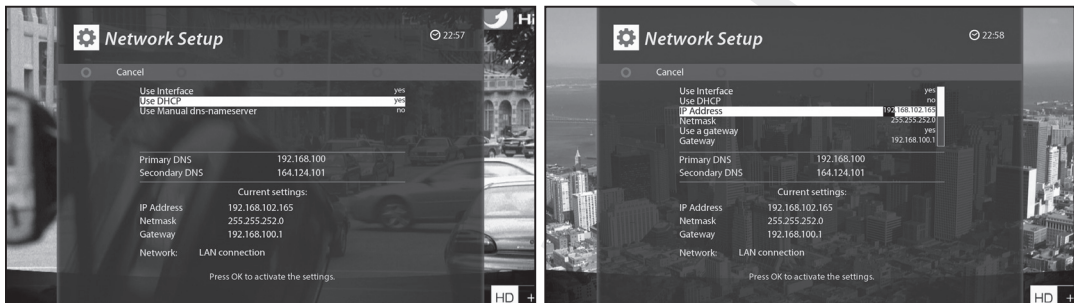 Network Setup
22:57
Hi
Cancel
Use Interface yes
Use DHCP yes
Use Manual dns-nameserver no
Primary DNS 192.168.100
Secondary DNS 164.124.101
Current settings:
IP Address 192.168.102.165
Netmask 255.255.252.0
Gateway 192.168.100.1
Network: LAN connection
Press OK to activate the settings.
HD +
Network Setup
22:58
Cancel
Use Interface yes
Use DHCP no
IP Address 192.168.102.165
Netmask 255.255.252.0
Use a gateway yes
Gateway 192.168.100.1
Primary DNS 192.168.100
Secondary DNS 164.124.101
Current settings:
IP Address 192.168.102.165
Netmask 255.255.252.0
Gateway 192.168.100.1
Network: LAN connection
Press OK to activate the settings.
HD +